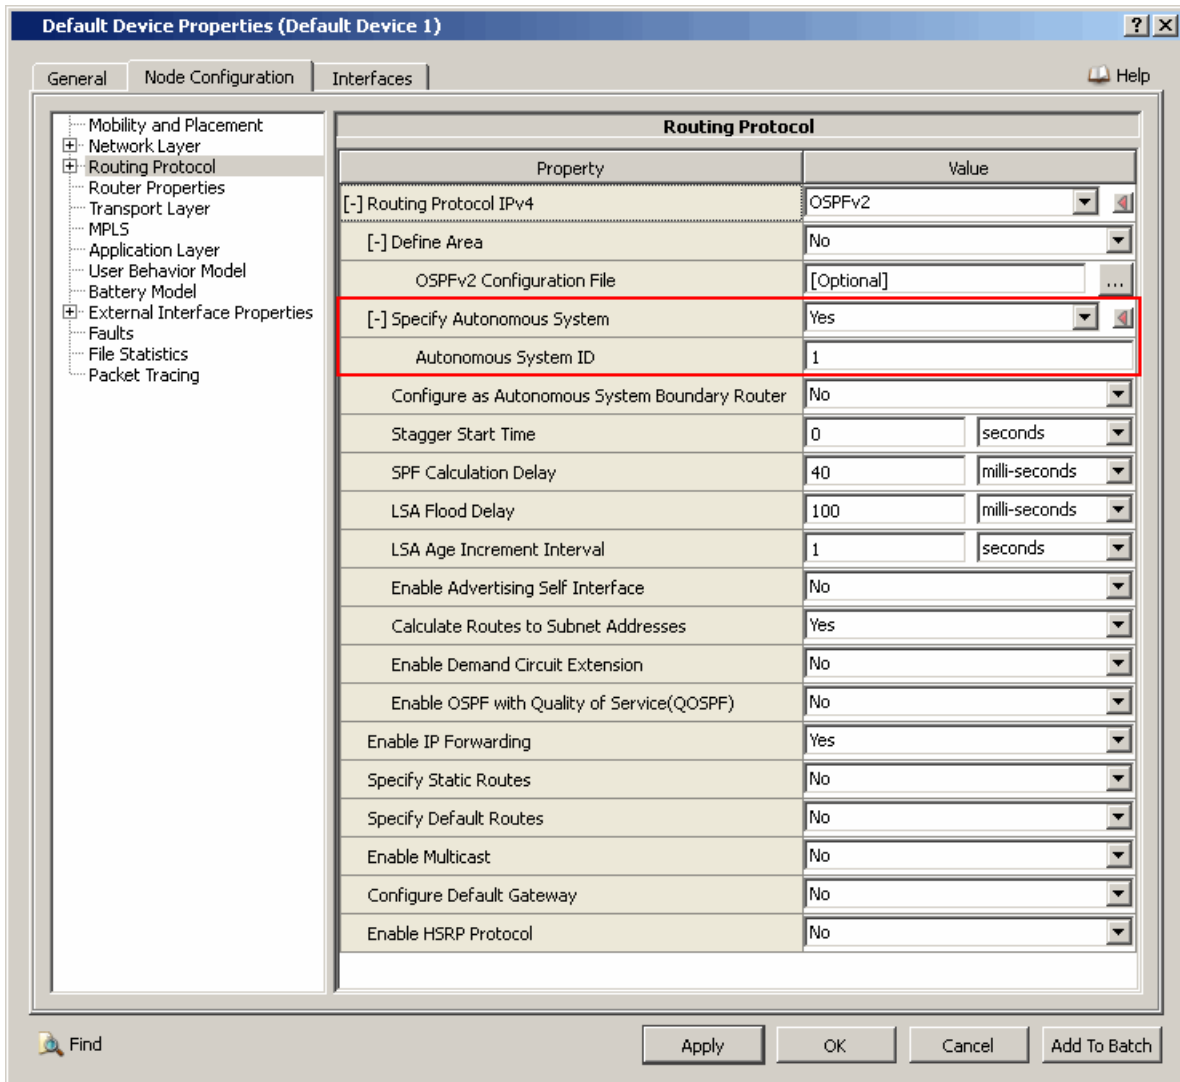 Default Device Properties (Default Device 1)
General Node Configuration Interfaces Help
Mobility and Placement
Network Layer
Routing Protocol
Router Properties
Transport Layer
MPLS
Application Layer
User Behavior Model
Battery Model
External Interface Properties
Faults
File Statistics
Packet Tracing
Routing Protocol
Property Value
[-] Routing Protocol IPv4 OSPFv2
[-] Define Area No
OSPFv2 Configuration File [Optional] ...
[-] Specify Autonomous System Yes
Autonomous System ID 1
Configure as Autonomous System Boundary Router No
Stagger Start Time 0 seconds
SPF Calculation Delay 40 milli-seconds
LSA Flood Delay 100 milli-seconds
LSA Age Increment Interval 1 seconds
Enable Advertising Self Interface No
Calculate Routes to Subnet Addresses Yes
Enable Demand Circuit Extension No
Enable OSPF with Quality of Service(QOSPF) No
Enable IP Forwarding Yes
Specify Static Routes No
Specify Default Routes No
Enable Multicast No
Configure Default Gateway No
Enable HSRP Protocol No
Find Apply OK Cancel Add To Batch